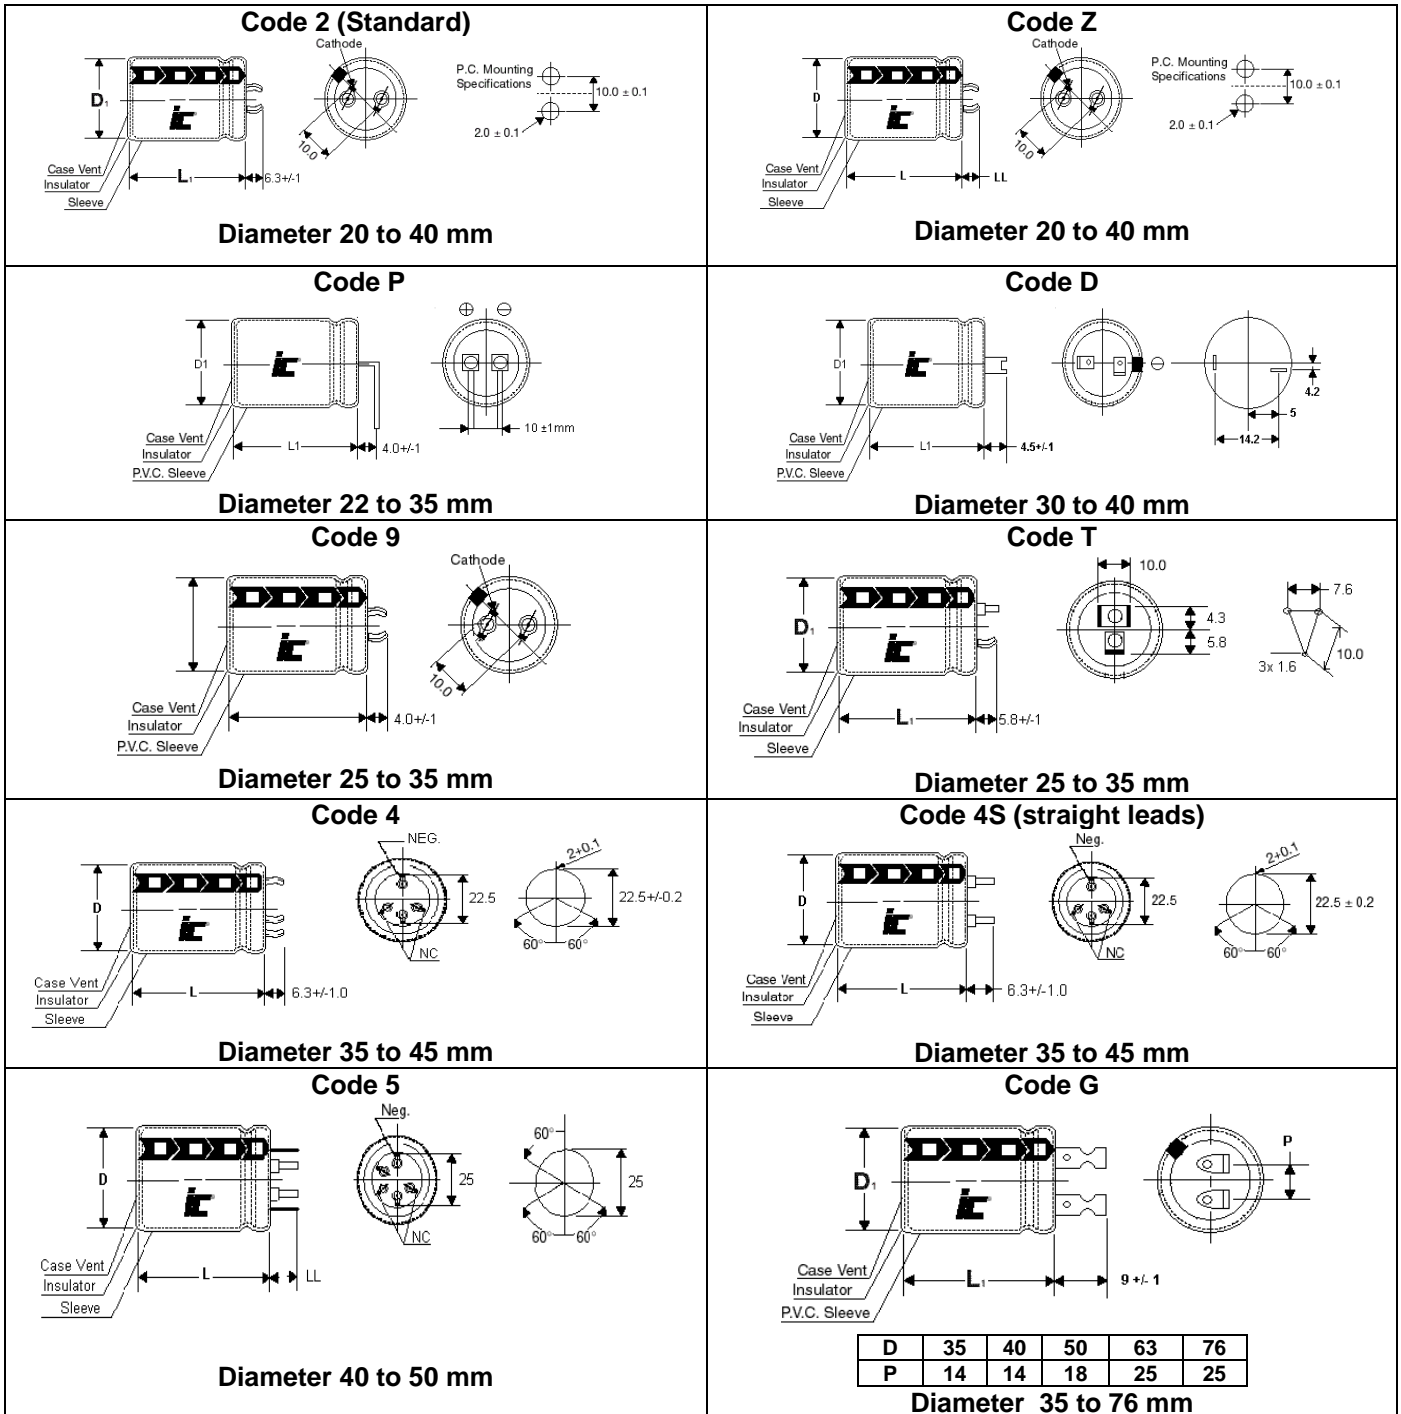 Code 2 (Standard)
Cathode
P.C. Mounting
Specifications
D1
10.0 ± 0.1
2.0 ± 0.1
10.0
ic
Case Vent
Insulator
Sleeve
L1
6.3+/-1
Diameter 20 to 40 mm
Code Z
Cathode
P.C. Mounting
Specifications
D
10.0 ± 0.1
2.0 ± 0.1
10.0
ic
Case Vent
Insulator
Sleeve
L
LL
Diameter 20 to 40 mm
Code P
D1
ic
10 ±1mm
Case Vent
Insulator
P.V.C. Sleeve
L1
4.0+/-1
Diameter 22 to 35 mm
Code D
D1
ic
4.2
5
14.2
Case Vent
Insulator
P.V.C. Sleeve
L1
4.5+/-1
Diameter 30 to 40 mm
Code 9
Cathode
ic
10.0
Case Vent
Insulator
P.V.C. Sleeve
4.0+/-1
Diameter 25 to 35 mm
Code T
10.0
7.6
D1
4.3
5.8
ic
10.0
3x 1.6
Case Vent
Insulator
Sleeve
L1
5.8+/-1
Diameter 25 to 35 mm
Code 4
NEG.
2+0.1
D
22.5
22.5+/-0.2
ic
60° 60°
NC
Case Vent
Insulator
Sleeve
L
6.3+/-1.0
Diameter 35 to 45 mm
Code 4S (straight leads)
Neg.
2+0.1
D
22.5
22.5 ± 0.2
ic
60° 60°
NC
Case Vent
Insulator
Sleeve
L
6.3+/-1.0
Diameter 35 to 45 mm
Code 5
Neg.
60°
D
25
25
ic
NC
60° 60°
Case Vent
Insulator
Sleeve
L
LL
Diameter 40 to 50 mm
Code G
P
D1
ic
Case Vent
Insulator
P.V.C. Sleeve
L1
9 +/- 1
D 35 40 50 63 76
P 14 14 18 25 25
Diameter 35 to 76 mm